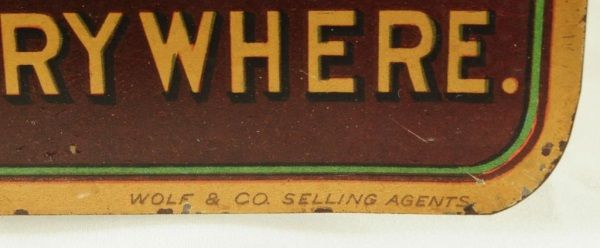 RYWHERE.
WOLF & CO. SELLING AGENTS.